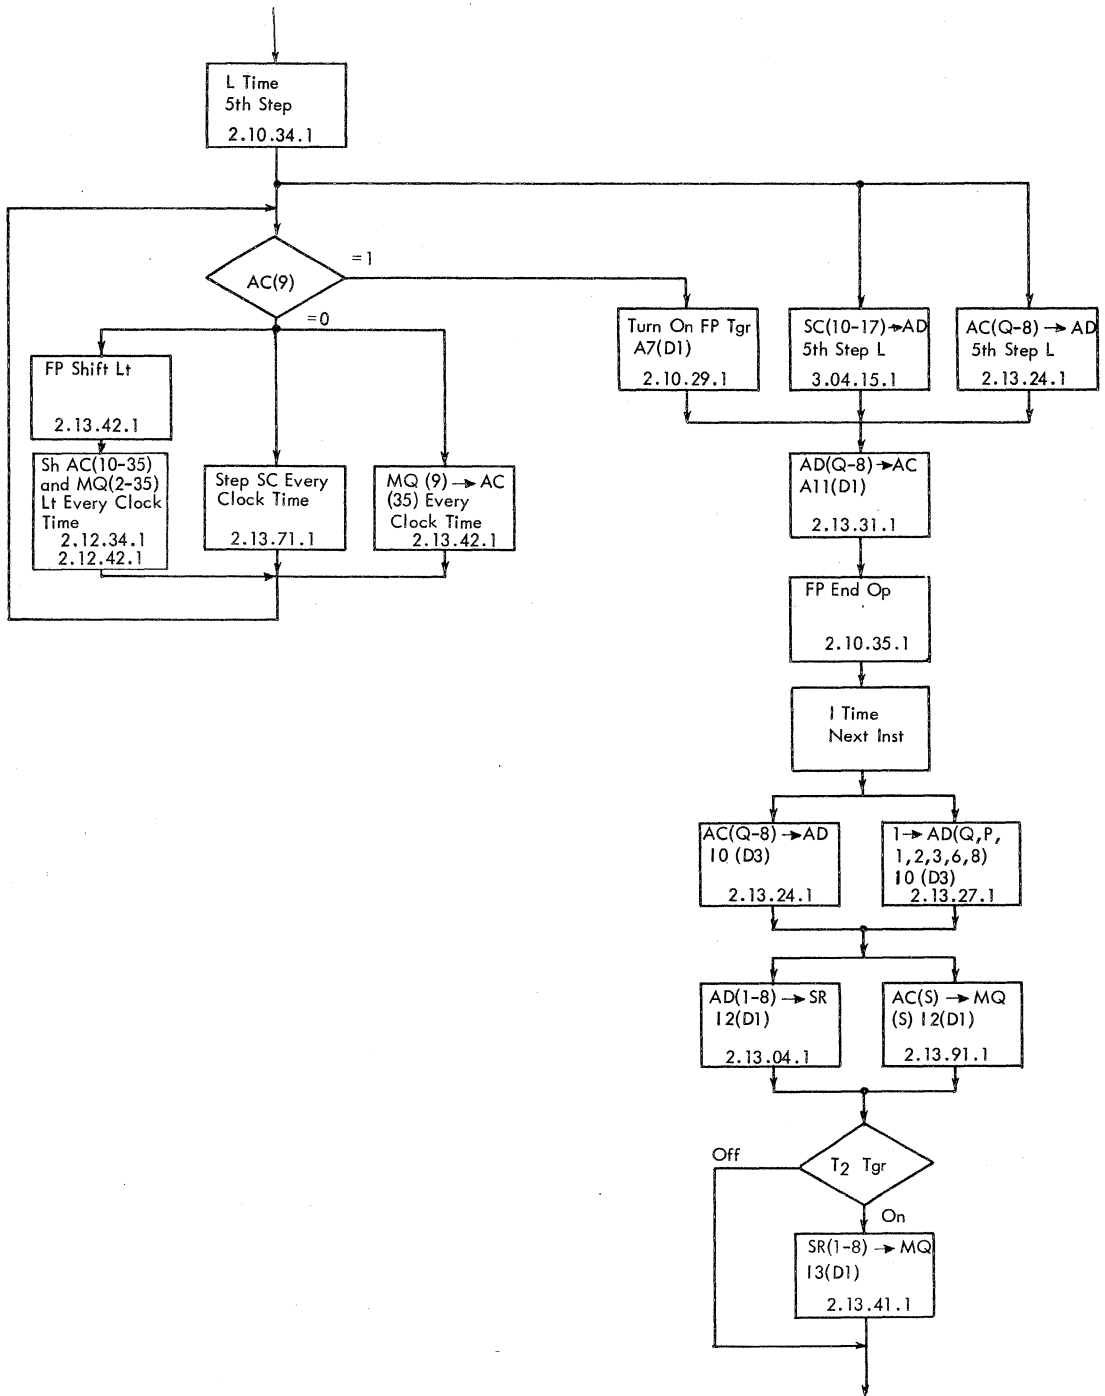 L Time
5th Step
2.10.34.1
AC(9)
=1
=0
FP Shift Lt
2.13.42.1
Sh AC(10-35)
and MQ(2-35)
Lt Every Clock
Time
2.12.34.1
2.12.42.1
Step SC Every
Clock Time
2.13.71.1
MQ (9) → AC
(35) Every
Clock Time
2.13.42.1
Turn On FP Tgr
A7(D1)
2.10.29.1
SC(10-17)→AD
5th Step L
3.04.15.1
AC(Q-8) → AD
5th Step L
2.13.24.1
AD(Q-8) → AC
A11(D1)
2.13.31.1
FP End Op
2.10.35.1
I Time
Next Inst
AC(Q-8) → AD
I0 (D3)
2.13.24.1
1→ AD(Q,P,
1,2,3,6,8)
I0 (D3)
2.13.27.1
AD(1-8) → SR
I2(D1)
2.13.04.1
AC(S) → MQ
(S) I2(D1)
2.13.91.1
T2 Tgr
Off
On
SR(1-8) → MQ
I3(D1)
2.13.41.1